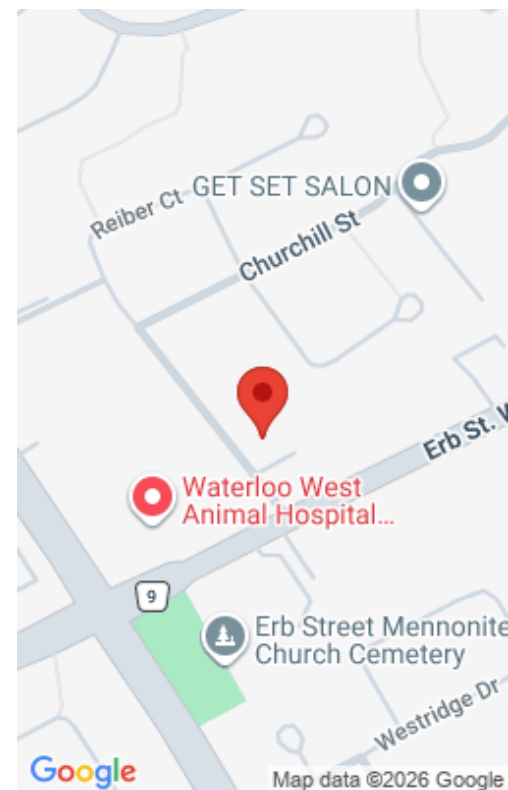 Reiber Ct
GET SET SALON
Churchill St
Erb St. W
Waterloo West
Animal Hospital...
9
Erb Street Mennonite
Church Cemetery
Westridge Dr
Google
Map data ©2026 Google